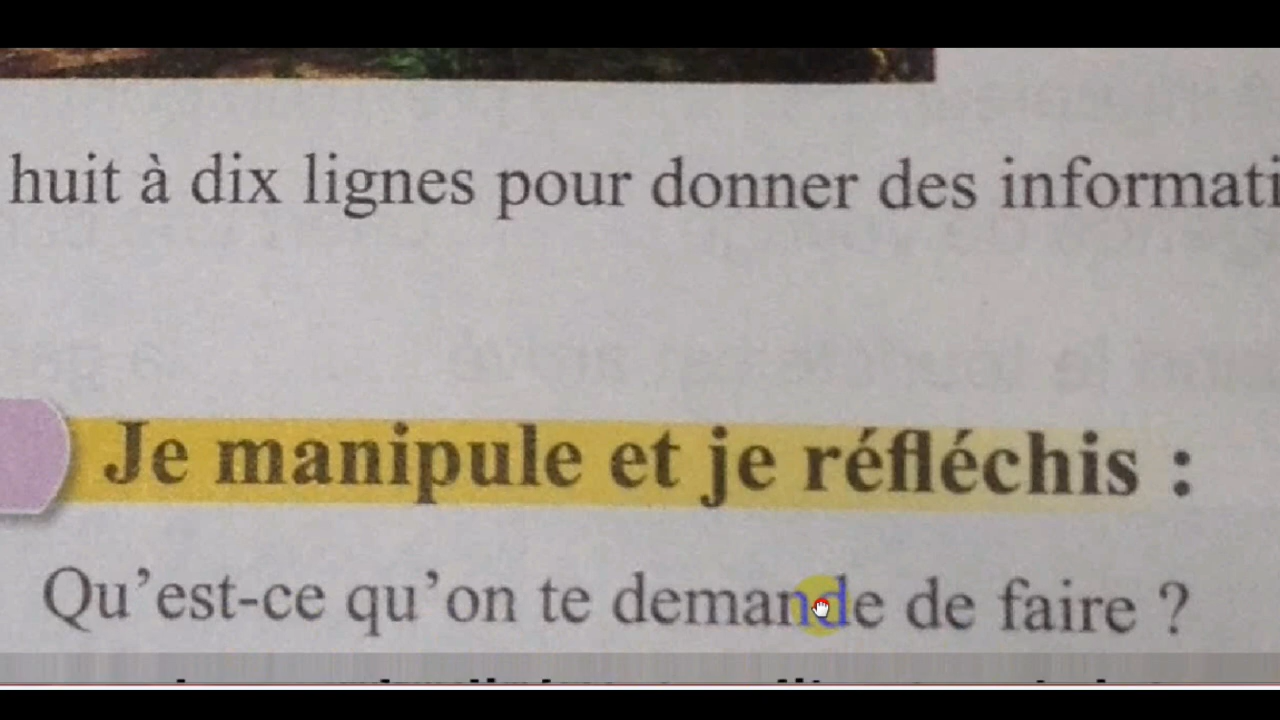 huit à dix lignes pour donner des informati
Je manipule et je réfléchis :
Qu’est-ce qu’on te demande de faire ?